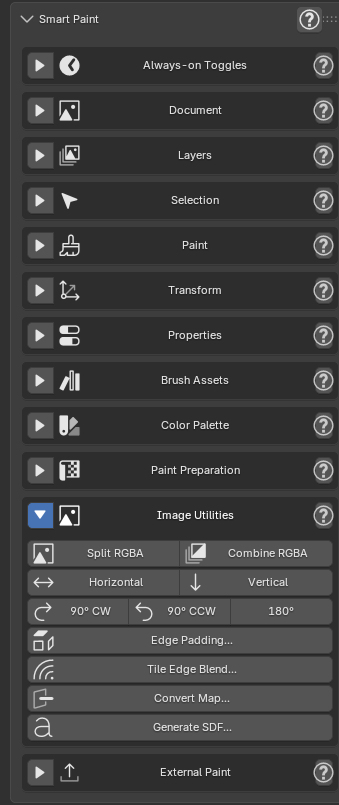 Smart Paint
Always-on Toggles
Document
Layers
Selection
Paint
Transform
Properties
Brush Assets
Color Palette
Paint Preparation
Image Utilities
Split RGBA Combine RGBA
Horizontal Vertical
90° CW 90° CCW 180°
Edge Padding...
Tile Edge Blend...
Convert Map...
Generate SDF...
External Paint